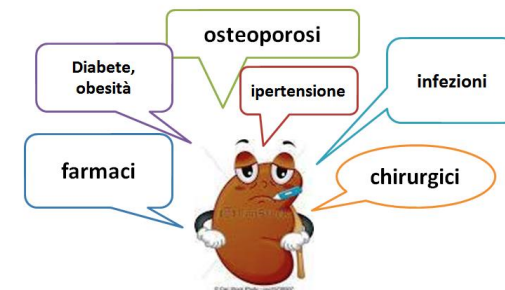 osteoporosi
Diabete,
obesità
ipertensione
infezioni
farmaci
chirurgici